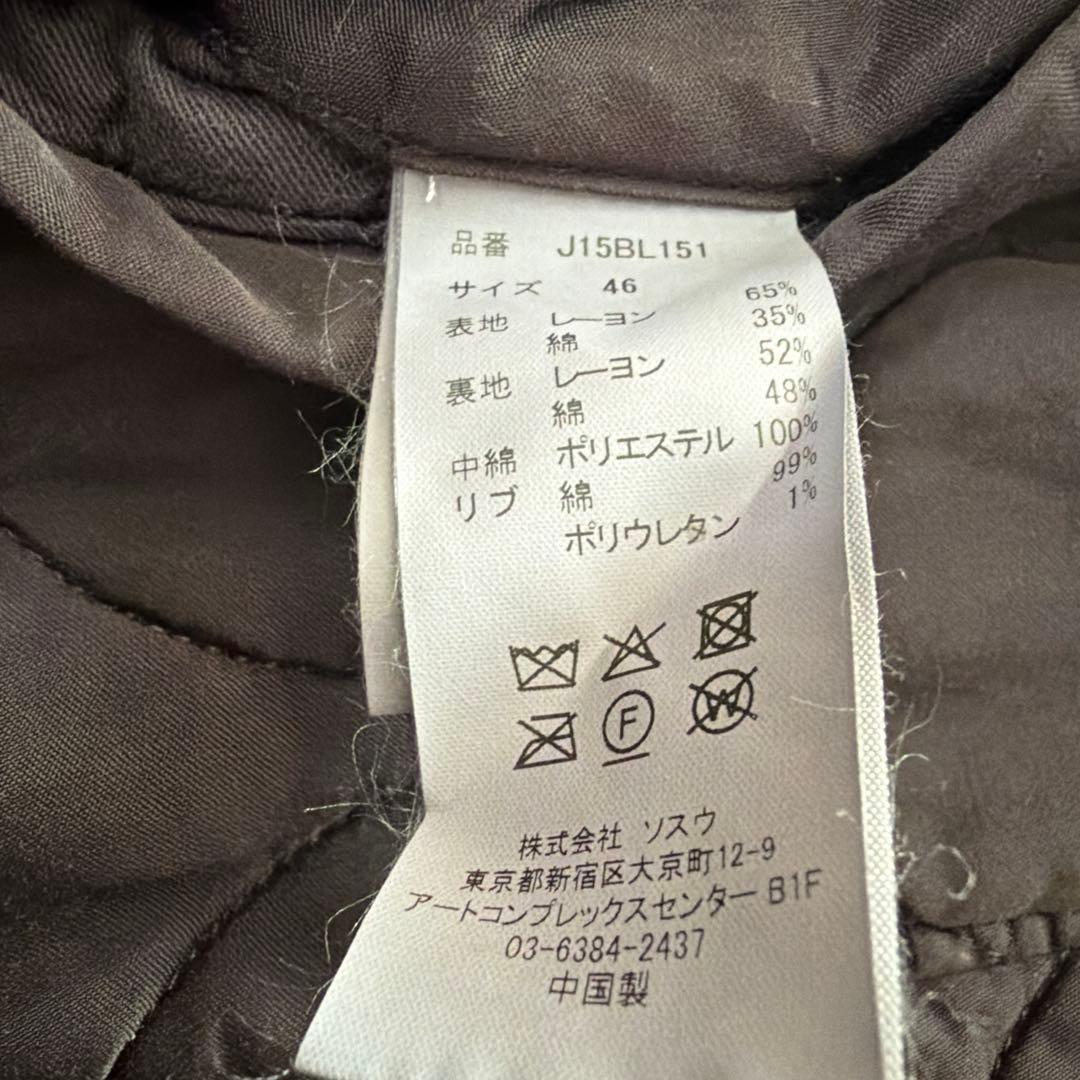 品番 J15BL151
サイズ 46
表地 レーヨン 65%
綿 35%
裏地 レーヨン 52%
綿 48%
中綿 ポリエステル 100%
リブ 綿 99%
ポリウレタン 1%
F
W
株式会社 ソスウ
東京都新宿区大京町12-9
アートコンプレックスセンター B1F
03-6384-2437
中国製